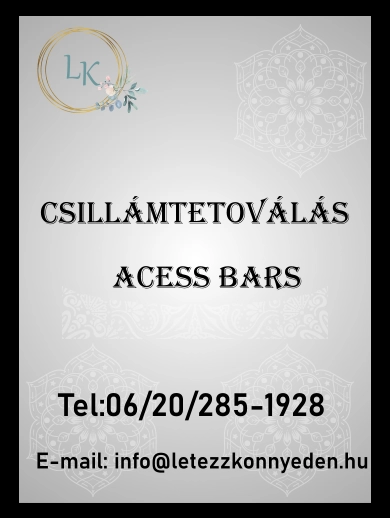 LK
CSILLÁMTETOVÁLÁS
ACESS BARS
Tel:06/20/285-1928
E-mail: info@letezzkonnyeden.hu